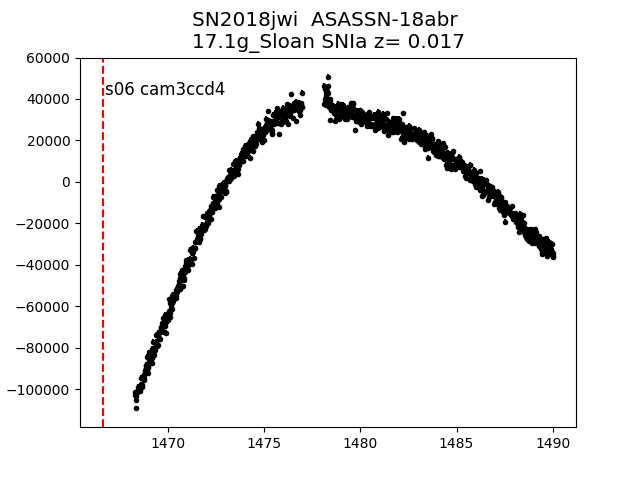 SN2018jwi  ASASSN-18abr
17.1g_Sloan SNIa z= 0.017
60000
s06 cam3ccd4
40000
20000
0
−20000
−40000
−60000
−80000
−100000
1470 1475 1480 1485 1490